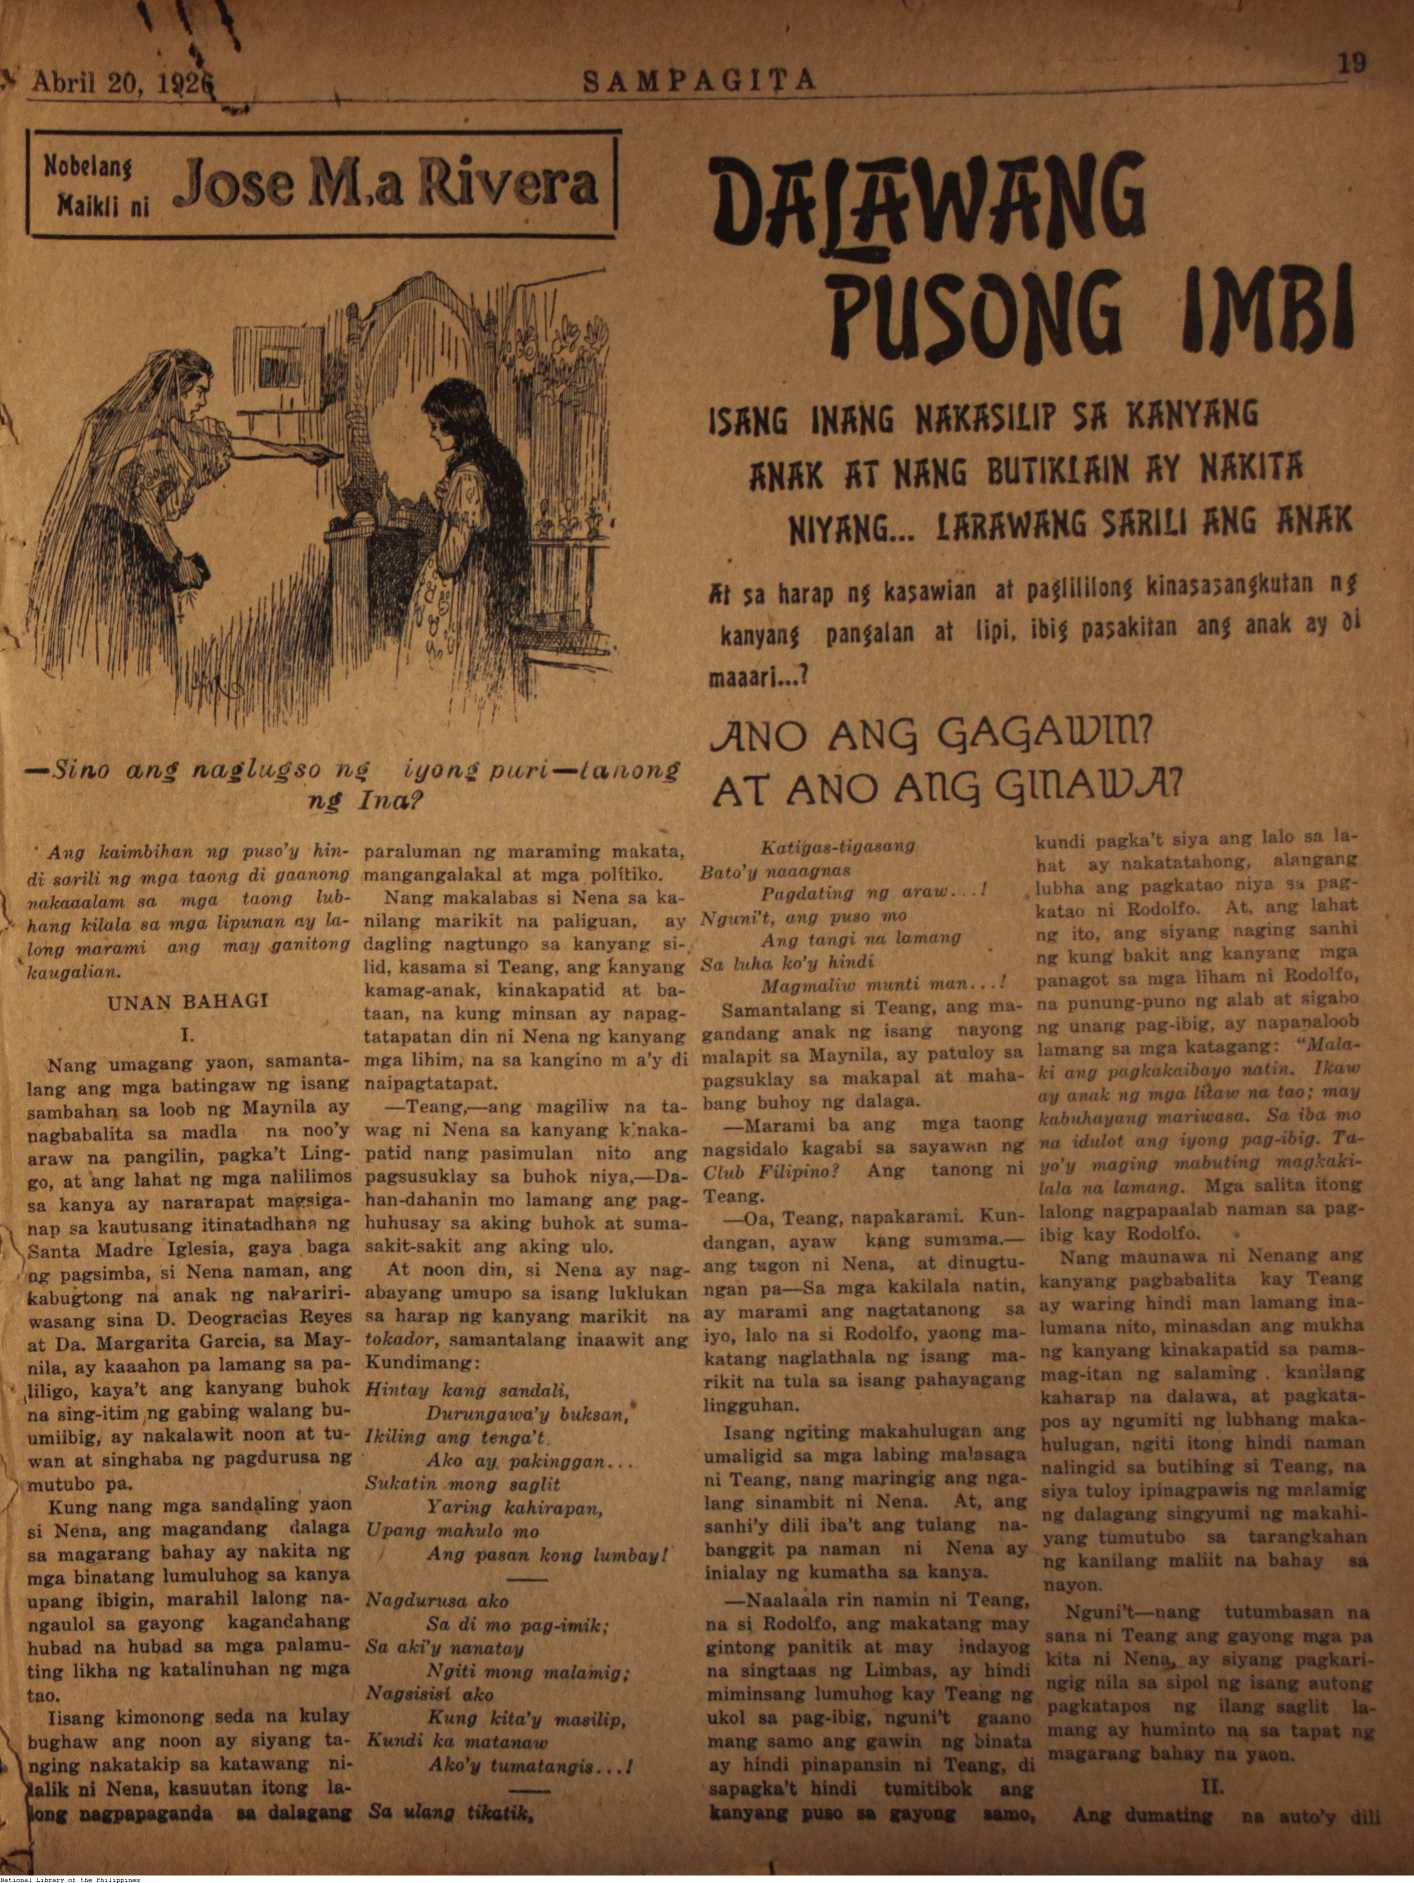 Abril 20, 1926
SAMPAGITA
19
Nobelang
Maikli ni
Jose M.a Rivera
DALAWANG
PUSONG IMBI
ISANG INANG NAKASILIP SA KANYANG
ANAK AT NANG BUTIKLAIN AY NAKITA
NIYANG... LARAWANG SARILI ANG ANAK
At sa harap ng kasawian at paglililong kinasasangkutan ng
kanyang pangalan at lipi, ibig pasakitan ang anak ay di
maaari...?
ANO ANG GAGAWIN?
AT ANO ANG GINAWA?
—Sino ang naglugso ng iyong puri—tanong
ng Ina?
Ang kaimbihan ng puso'y hin-
di sarili ng mga taong di gaanong
nakaaalam sa mga taong lub-
hang kilala sa mga lipunan ay la-
long marami ang may ganitong
kaugalian.
UNAN BAHAGI
I.
Nang umagang yaon, samanta-
lang ang mga batingaw ng isang
sambahan sa loob ng Maynila ay
nagbabalita sa madla na noo'y
araw na pangilin, pagka't Ling-
go, at ang lahat ng mga nalilimos
sa kanya ay nararapat magsiga-
nap sa kautusang itinatadhana ng
Santa Madre Iglesia, gaya baga
ng pagsimba, si Nena naman, ang
kabugtong na anak ng nakariri-
wasang sina D. Deogracias Reyes
at Da. Margarita Garcia, sa May-
nila, ay kaaahon pa lamang sa pa-
liligo, kaya't ang kanyang buhok
na sing-itim ng gabing walang bu-
umiibig, ay nakalawit noon at tu-
wan at singhaba ng pagdurusa ng
mutubo pa.
Kung nang mga sandaling yaon
si Nena, ang magandang dalaga
sa magarang bahay ay nakita ng
mga binatang lumuluhog sa kanya
upang ibigin, marahil lalong na-
ngaulol sa gayong kagandahang
hubad na hubad sa mga palamu-
ting likha ng katalinuhan ng mga
tao.
Iisang kimonong seda na kulay
bughaw ang noon ay siyang ta-
nging nakatakip sa katawang ni-
lalik ni Nena, kasuutan itong la-
long nagpapaganda sa dalagang
paraluman ng maraming makata,
mangangalakal at mga politiko.
Nang makalabas si Nena sa ka-
nilang marikit na paliguan, ay
dagling nagtungo sa kanyang si-
lid, kasama si Teang, ang kanyang
kamag-anak, kinakapatid at ba-
taan, na kung minsan ay napag-
tatapatan din ni Nena ng kanyang
mga lihim, na sa kangino m a'y di
naipagtatapat.
—Teang,—ang magiliw na ta-
wag ni Nena sa kanyang kinaka-
patid nang pasimulan nito ang
pagsusuklay sa buhok niya,—Da-
han-dahanin mo lamang ang pag-
huhusay sa aking buhok at suma-
sakit-sakit ang aking ulo.
At noon din, si Nena ay nag-
abayang umupo sa isang luklukan
sa harap ng kanyang marikit na
tokador, samantalang inaawit ang
Kundimang:
Hintay kang sandali,
Durungawa'y buksan,
Ikiling ang tenga't
Ako ay pakinggan...
Sukatin mong saglit
Yaring kahirapan,
Upang mahulo mo
Ang pasan kong lumbay!
Nagdurusa ako
Sa di mo pag-imik;
Sa aki'y nanatay
Ngiti mong malamig;
Nagsisisi ako
Kung kita'y masilip,
Kundi ka matanaw
Ako'y tumatangis...!
Sa ulang tikatik,
Katigas-tigasang
Bato'y naaagnas
Pagdating ng araw...!
Nguni't, ang puso mo
Ang tangi na lamang
Sa luha ko'y hindi
Magmaliw munti man...!
Samantalang si Teang, ang ma-
gandang anak ng isang nayong
malapit sa Maynila, ay patuloy sa
pagsuklay sa makapal at maha-
bang buhoy ng dalaga.
—Marami ba ang mga taong
nagsidalo kagabi sa sayawan ng
Club Filipino? Ang tanong ni
Teang.
—Oa, Teang, napakarami. Kun-
dangan, ayaw kang sumama.—
ang tugon ni Nena, at dinugtu-
ngan pa—Sa mga kakilala natin,
ay marami ang nagtatanong sa
iyo, lalo na si Rodolfo, yaong ma-
katang naglathala ng isang ma-
rikit na tula sa isang pahayagang
lingguhan.
Isang ngiting makahulugan ang
umaligid sa mga labing malasaga
ni Teang, nang maringig ang nga-
lang sinambit ni Nena. At, ang
sanhi'y dili iba't ang tulang na-
banggit pa naman ni Nena ay
inialay ng kumatha sa kanya.
—Naalaala rin namin ni Teang,
na si Rodolfo, ang makatang may
gintong panitik at may indayog
na singtaas ng Limbas, ay hindi
miminsang lumuhog kay Teang ng
ukol sa pag-ibig, nguni't gaano
mang samo ang gawin ng binata
ay hindi pinapansin ni Teang, di
sapagka't hindi tumitibok ang
kanyang puso sa gayong samo,
kundi pagka't siya ang lalo sa la-
hat ay nakatatahong, alangang
lubha ang pagkatao niya sa pag-
katao ni Rodolfo. At, ang lahat
ng ito, ang siyang naging sanhi
ng kung bakit ang kanyang mga
panagot sa mga liham ni Rodolfo,
na punung-puno ng alab at sigabo
ng unang pag-ibig, ay napapaloob
lamang sa mga katagang: "Mala-
ki ang pagkakaibayo natin. Ikaw
ay anak ng mga litaw na tao; may
kabuhayang mariwasa. Sa iba mo
na idulot ang iyong pag-ibig. Ta-
yo'y maging mabuting magkaki-
lala na lamang. Mga salita itong
lalong nagpapaalab naman sa pag-
ibig kay Rodolfo.
Nang maunawa ni Nenang ang
kanyang pagbabalita kay Teang
ay waring hindi man lamang ina-
lumana nito, minasdan ang mukha
ng kanyang kinakapatid sa pama-
mag-itan ng salaming kanilang
kaharap na dalawa, at pagkata-
pos ay ngumiti ng lubhang maka-
hulugan, ngiti itong hindi naman
nalingid sa butihing si Teang, na
siya tuloy ipinagpawis ng malamig
ng dalagang singyumi ng makahi-
yang tumutubo sa tarangkahan
ng kanilang maliit na bahay sa
nayon.
Nguni't—nang tutumbasan na
sana ni Teang ang gayong mga pa
kita ni Nena, ay siyang pagkari-
ngig nila sa sipol ng isang autong
pagkatapos ng ilang saglit la-
mang ay huminto na sa tapat ng
magarang bahay na yaon.
II.
Ang dumating na auto'y dili
National Library of the Philippines